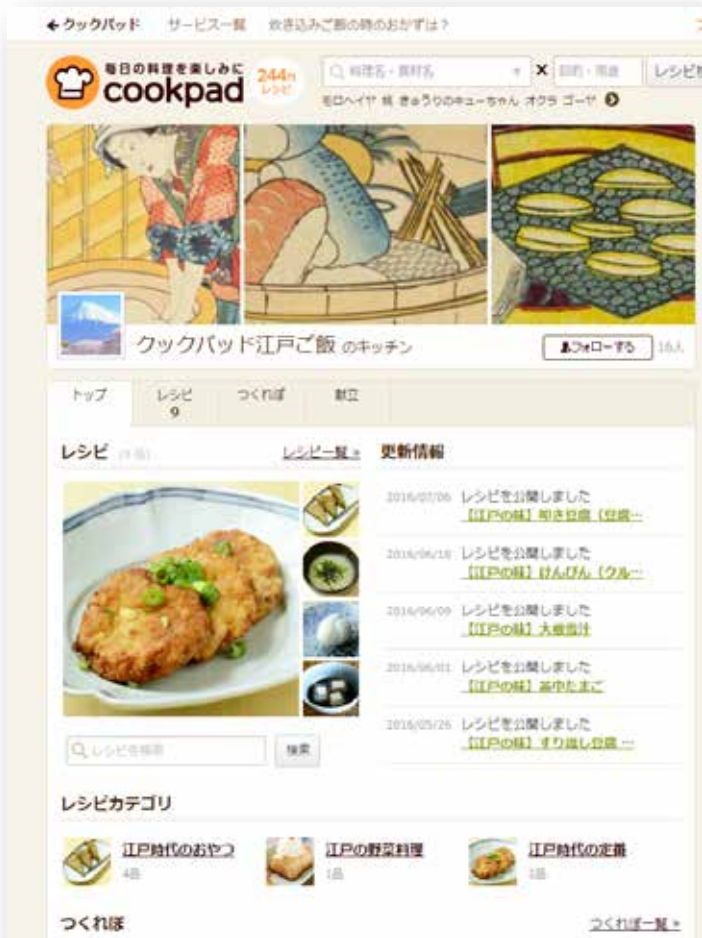 ←クックパッド サービス一覧 炊き込みご飯の時のおかずは？
毎日の料理を楽しみに
cookpad
244万
レシピ
料理名・食材名
×
目的・用途
モロヘイヤ 桃 きゅうりのキューちゃん オクラ ゴーヤ
クックパッド江戸ご飯 のキッチン
フォローする 16人
トップ レシピ つくれぽ 献立
9
レシピ
レシピ一覧 »
更新情報
2016/07/06 レシピを公開しました
【江戸の味】叩き豆腐（豆腐…
2016/06/18 レシピを公開しました
【江戸の味】けんぴん（クル…
2016/06/09 レシピを公開しました
【江戸の味】大根雪汁
2016/06/01 レシピを公開しました
【江戸の味】茶巾たまご
2016/05/26 レシピを公開しました
【江戸の味】すり流し豆腐 …
レシピを検索
検索
レシピカテゴリ
江戸時代のおやつ
4品
江戸の野菜料理
1品
江戸時代の定番
1品
つくれぽ
つくれぽ一覧 »